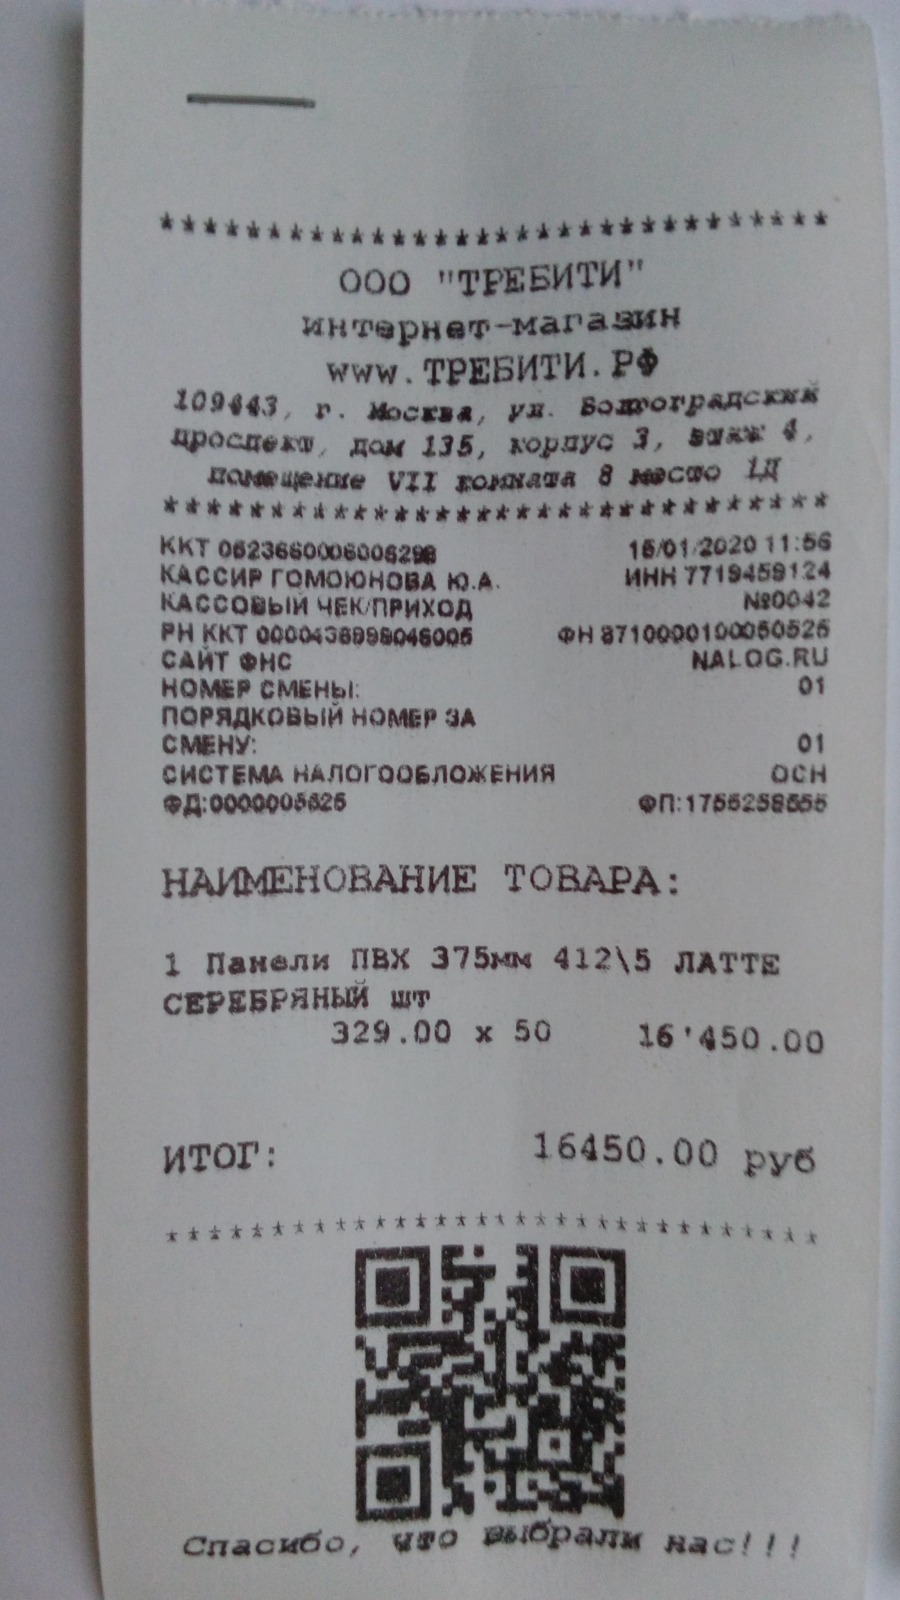 *********************************
ООО "ТРЕБИТИ"
интернет-магазин
www.ТРЕБИТИ.РФ
109443, г. Москва, ул. Волгоградский
проспект, дом 135, корпус 3, этаж 4,
помещение VII комната 8 место 1Д
*********************************
ККТ 0523660006006298 15/01/2020 11:56
КАССИР ГОМОЮНОВА Ю.А. ИНН 7719459124
КАССОВЫЙ ЧЕК/ПРИХОД №0042
РН ККТ 0000436998046005 ФН 8710000100050525
САЙТ ФНС NALOG.RU
НОМЕР СМЕНЫ: 01
ПОРЯДКОВЫЙ НОМЕР ЗА
СМЕНУ: 01
СИСТЕМА НАЛОГООБЛОЖЕНИЯ ОСН
ФД:0000005625 ФП:1755258555
НАИМЕНОВАНИЕ ТОВАРА:
1 Панели ПВХ 375мм 412\5 ЛАТТЕ
СЕРЕБРЯНЫЙ шт
329.00 x 50 16'450.00
ИТОГ: 16450.00 руб
*********************************
Спасибо, что выбрали нас!!!